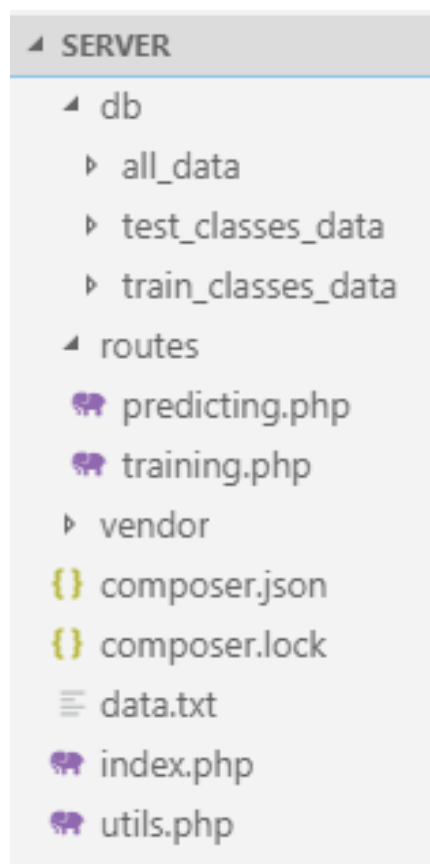 SERVER
db
all_data
test_classes_data
train_classes_data
routes
predicting.php
training.php
vendor
{} composer.json
{} composer.lock
data.txt
index.php
utils.php